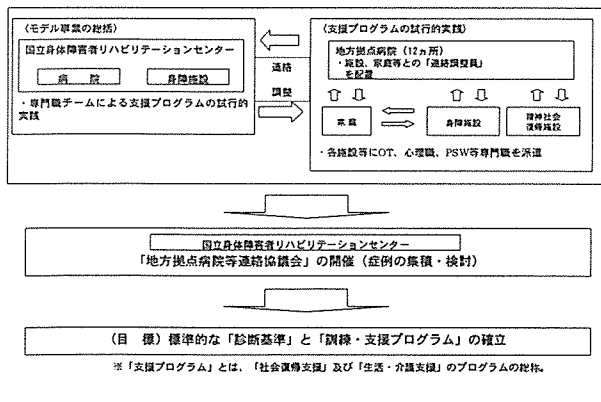 〈モデル事業の総括〉
国立身体障害者リハビリテーションセンター
病　院
身障施設
・専門職チームによる支援プログラムの試行的
実践
連絡
調整
〈支援プログラムの試行的実践〉
地方拠点病院（12ヵ所）
・施設、家庭等との「連絡調整員」
を配置
家庭
身障施設
精神社会
復帰施設
・各施設等にOT、心理職、PSW等専門職を派遣
国立身体障害者リハビリテーションセンター
「地方拠点病院等連絡協議会」の開催（症例の集積・検討）
（目　標）標準的な「診断基準」と「訓練・支援プログラム」の確立
※「支援プログラム」とは、「社会復帰支援」及び「生活・介護支援」のプログラムの総称。